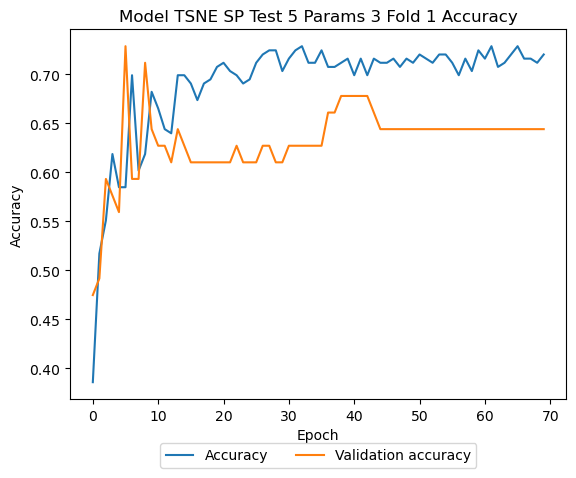 Model TSNE SP Test 5 Params 3 Fold 1 Accuracy
0.70
0.65
0.60
0.55
0.50
0.45
0.40
Accuracy
0 10 20 30 40 50 60 70
Epoch
Accuracy Validation accuracy